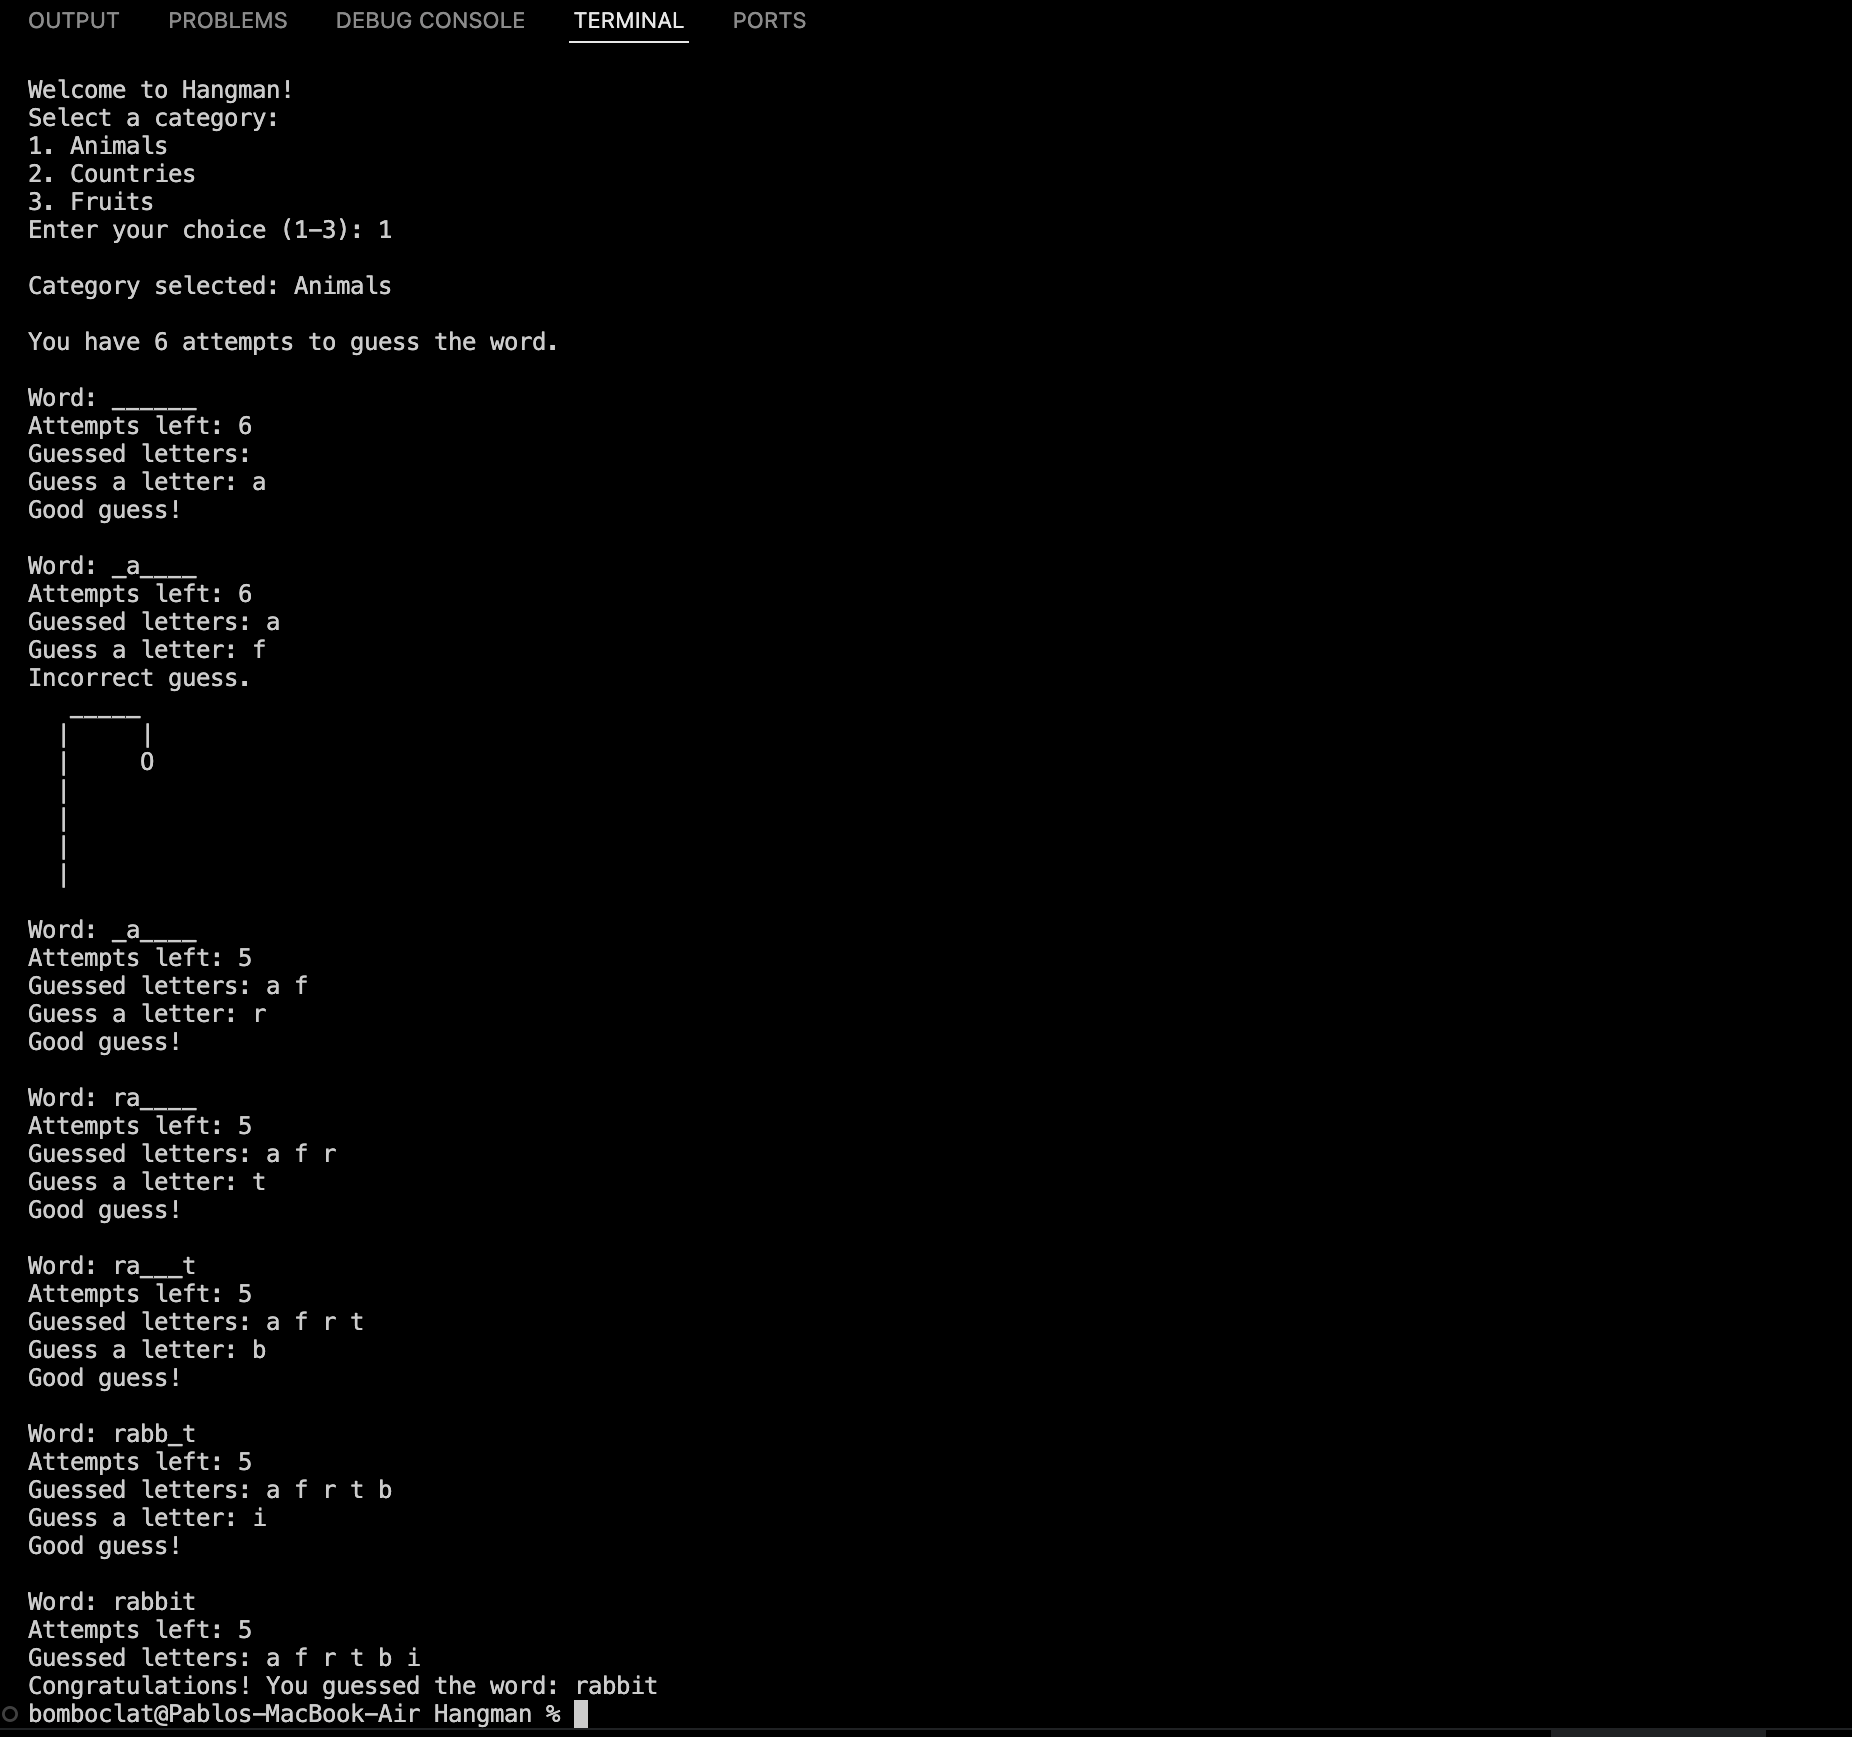 OUTPUT PROBLEMS DEBUG CONSOLE TERMINAL PORTS
Welcome to Hangman!
Select a category:
1. Animals
2. Countries
3. Fruits
Enter your choice (1-3): 1
Category selected: Animals
You have 6 attempts to guess the word.
Word: ______
Attempts left: 6
Guessed letters:
Guess a letter: a
Good guess!
Word: _a____
Attempts left: 6
Guessed letters: a
Guess a letter: f
Incorrect guess.
   _____
  |     |
  |     O
  |
  |
  |
  |
Word: _a____
Attempts left: 5
Guessed letters: a f
Guess a letter: r
Good guess!
Word: ra____
Attempts left: 5
Guessed letters: a f r
Guess a letter: t
Good guess!
Word: ra___t
Attempts left: 5
Guessed letters: a f r t
Guess a letter: b
Good guess!
Word: rabb_t
Attempts left: 5
Guessed letters: a f r t b
Guess a letter: i
Good guess!
Word: rabbit
Attempts left: 5
Guessed letters: a f r t b i
Congratulations! You guessed the word: rabbit
bomboclat@Pablos-MacBook-Air Hangman %